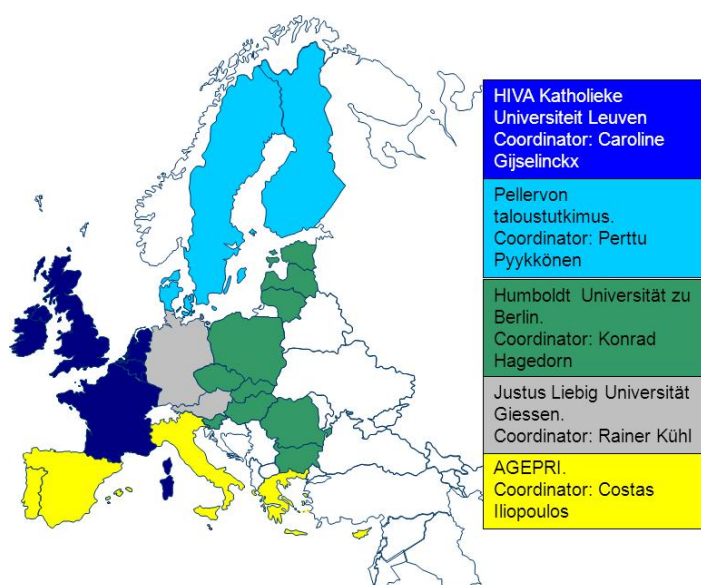 HIVA Katholieke
Universiteit Leuven
Coordinator: Caroline
Gijselinckx
Pellervon
taloustutkimus.
Coordinator: Perttu
Pyykkönen
Humboldt Universität zu
Berlin.
Coordinator: Konrad
Hagedorn
Justus Liebig Universität
Giessen.
Coordinator: Rainer Kühl
AGEPRI.
Coordinator: Costas
Iliopoulos